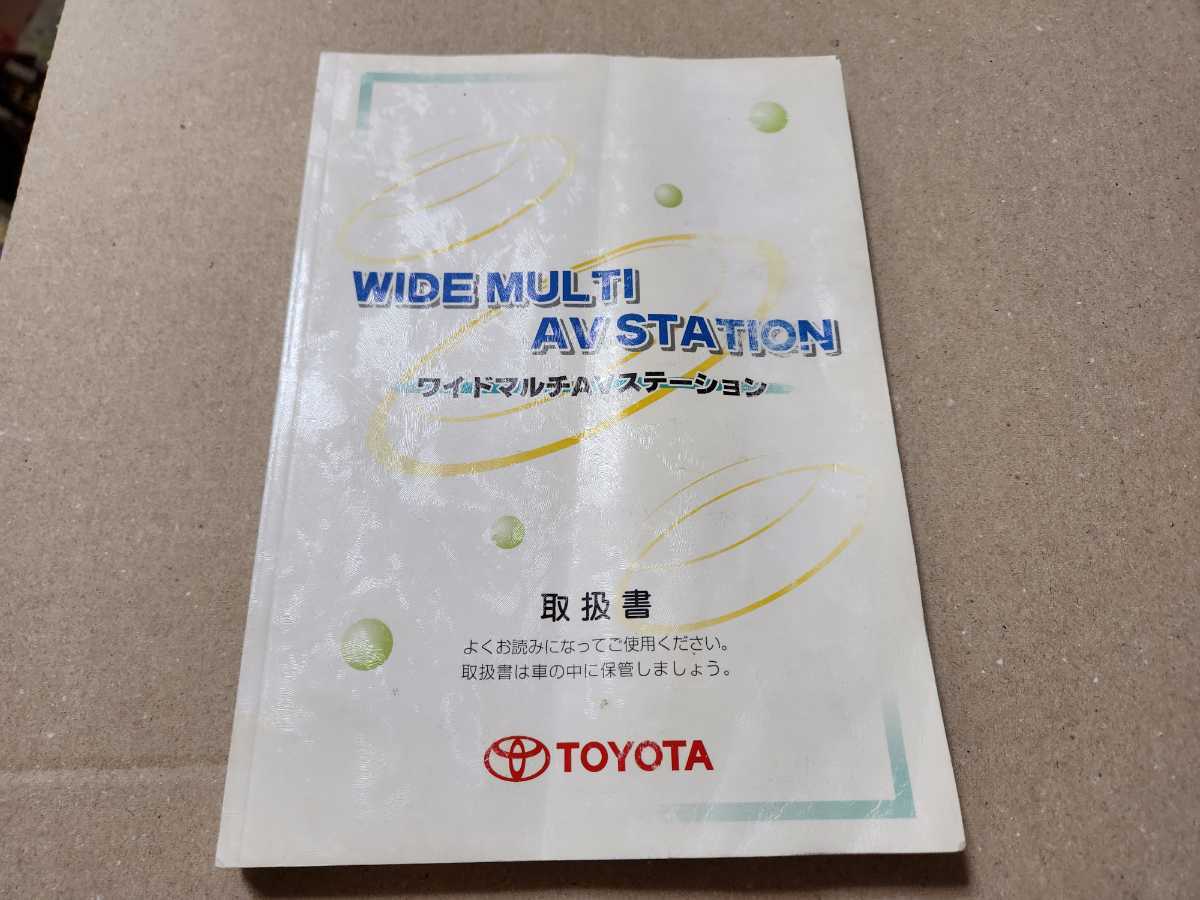 WIDE MULTI
AV STATION
ワイドマルチAVステーション
取扱書
よくお読みになってご使用ください。
取扱書は車の中に保管しましょう。
TOYOTA